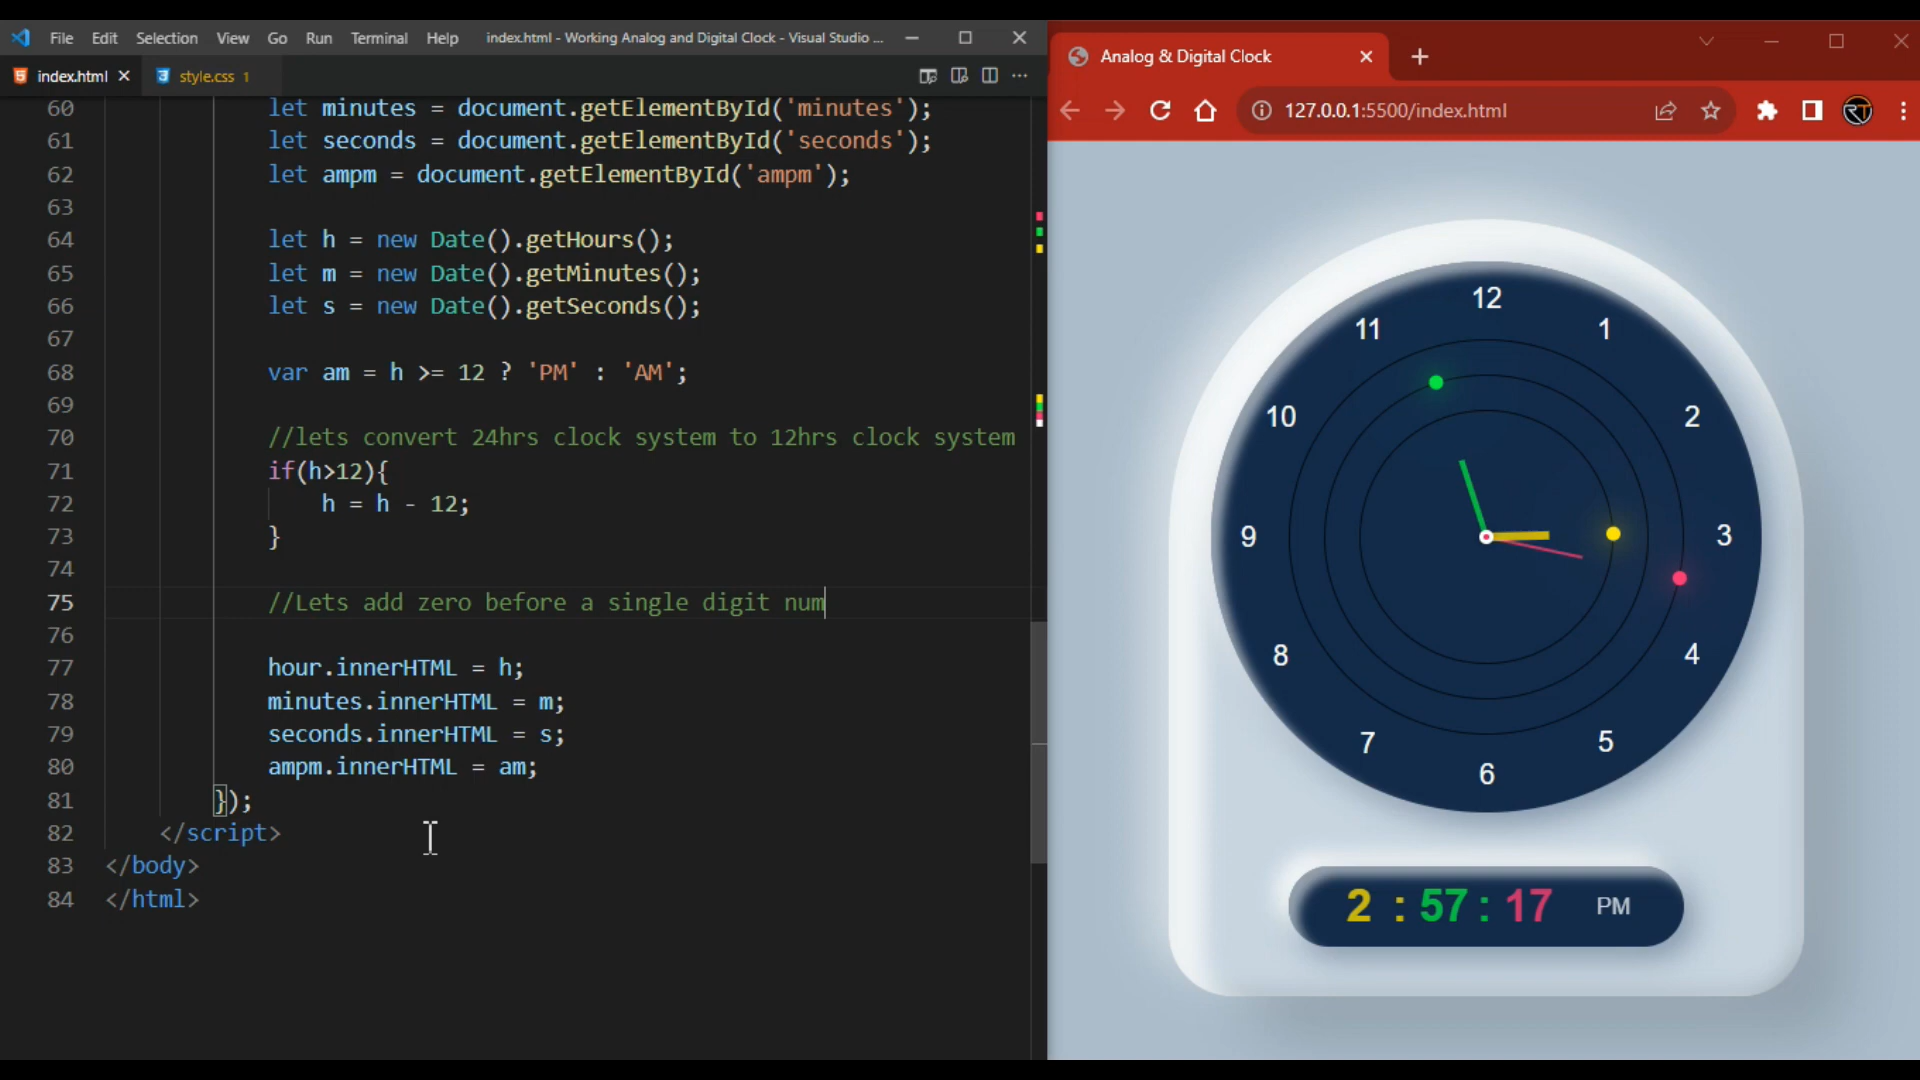 File Edit Selection View Go Run Terminal Help index.html - Working Analog and Digital Clock - Visual Studio ...
index.html style.css 1
60 let minutes = document.getElementById('minutes');
61 let seconds = document.getElementById('seconds');
62 let ampm = document.getElementById('ampm');
63
64 let h = new Date().getHours();
65 let m = new Date().getMinutes();
66 let s = new Date().getSeconds();
67
68 var am = h >= 12 ? 'PM' : 'AM';
69
70 //lets convert 24hrs clock system to 12hrs clock system
71 if(h>12){
72 h = h - 12;
73 }
74
75 //Lets add zero before a single digit num
76
77 hour.innerHTML = h;
78 minutes.innerHTML = m;
79 seconds.innerHTML = s;
80 ampm.innerHTML = am;
81 });
82 </script>
83 </body>
84 </html>
Analog & Digital Clock
127.0.0.1:5500/index.html
RT
12
11 1
10 2
9 3
8 4
7 5
6
2 : 57 : 17 PM